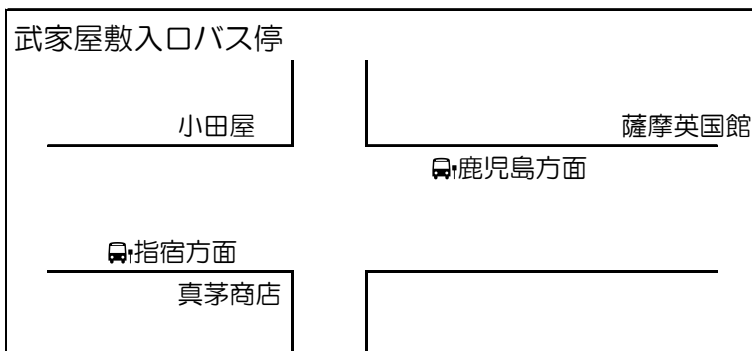 武家屋敷入口バス停
小田屋
薩摩英国館
鹿児島方面
指宿方面
真茅商店